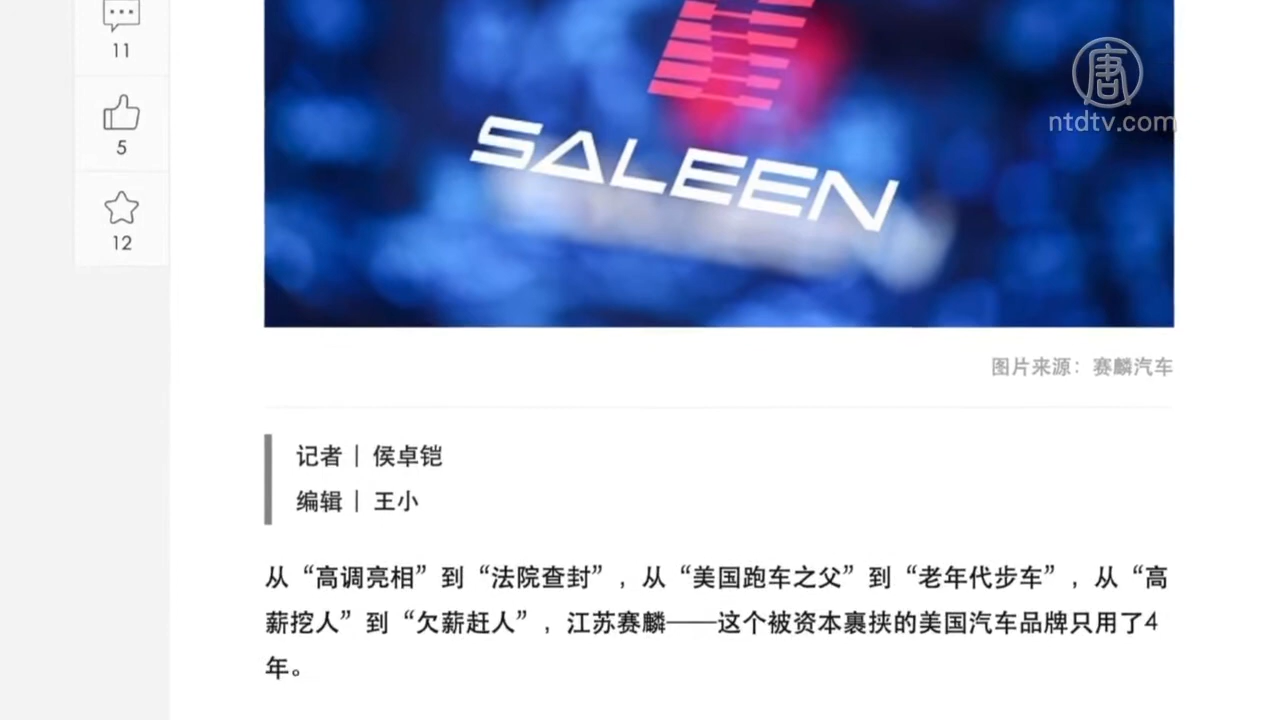 11
5
12
SALEEN
唐
ntdtv.com
图片来源：赛麟汽车
记者｜侯卓铠
编辑｜王小
从“高调亮相”到“法院查封”，从“美国跑车之父”到“老年代步车”，从“高
薪挖人”到“欠薪赶人”，江苏赛麟——这个被资本裹挟的美国汽车品牌只用了4
年。